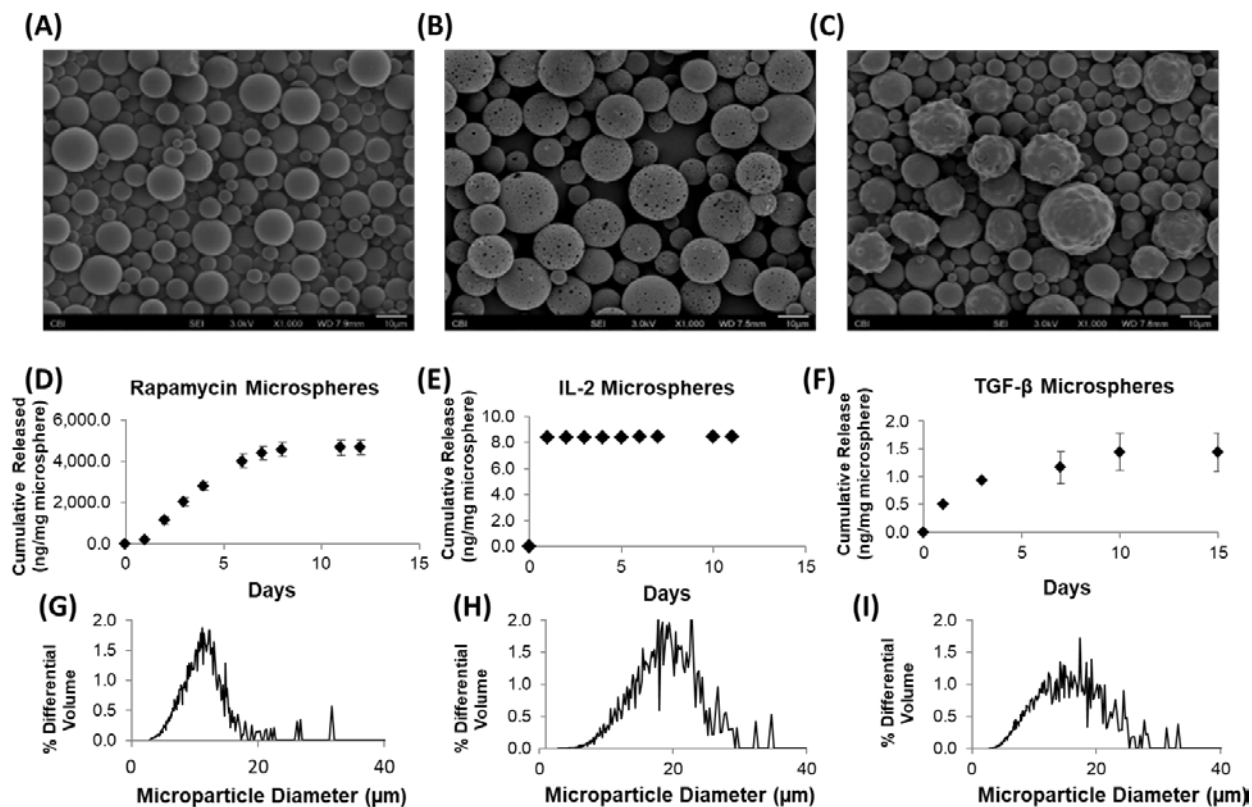 (A)
(B)
(C)
CBI SEI 3.0kV X1,000 WD 7.9mm 10μm
CBI SEI 3.0kV X1,000 WD 7.5mm 10μm
CBI SEI 3.0kV X1,000 WD 7.8mm 10μm
(D)
Rapamycin Microspheres
Cumulative Released
(ng/mg microsphere)
6,000.0
4,000.0
2,000.0
0.0
0 5 10 15
Days
(E)
IL-2 Microspheres
Cumulative Release
(ng/mg microsphere)
10.0
8.0
6.0
4.0
2.0
0.0
0 5 10 15
Days
(F)
TGF-β Microspheres
Cumulative Release
(ng/mg microsphere)
2.0
1.5
1.0
0.5
0.0
0 5 10 15
Days
(G)
% Differential
Volume
2.0
1.5
1.0
0.5
0.0
0 20 40
Microparticle Diameter (μm)
(H)
% Differential
Volume
2.0
1.5
1.0
0.5
0.0
0 20 40
Microparticle Diameter (μm)
(I)
% Differential
Volume
2.0
1.5
1.0
0.5
0.0
0 20 40
Microparticle Diameter (μm)